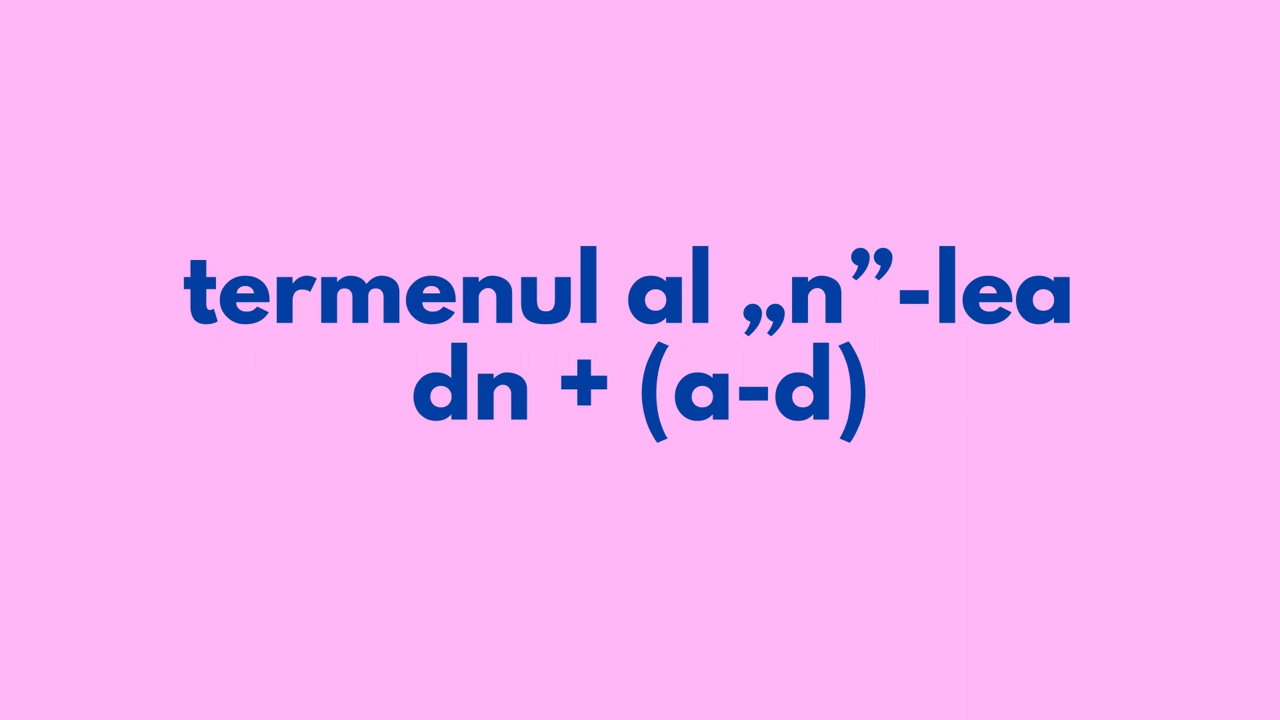 termenul al „n”-lea
dn + (a-d)